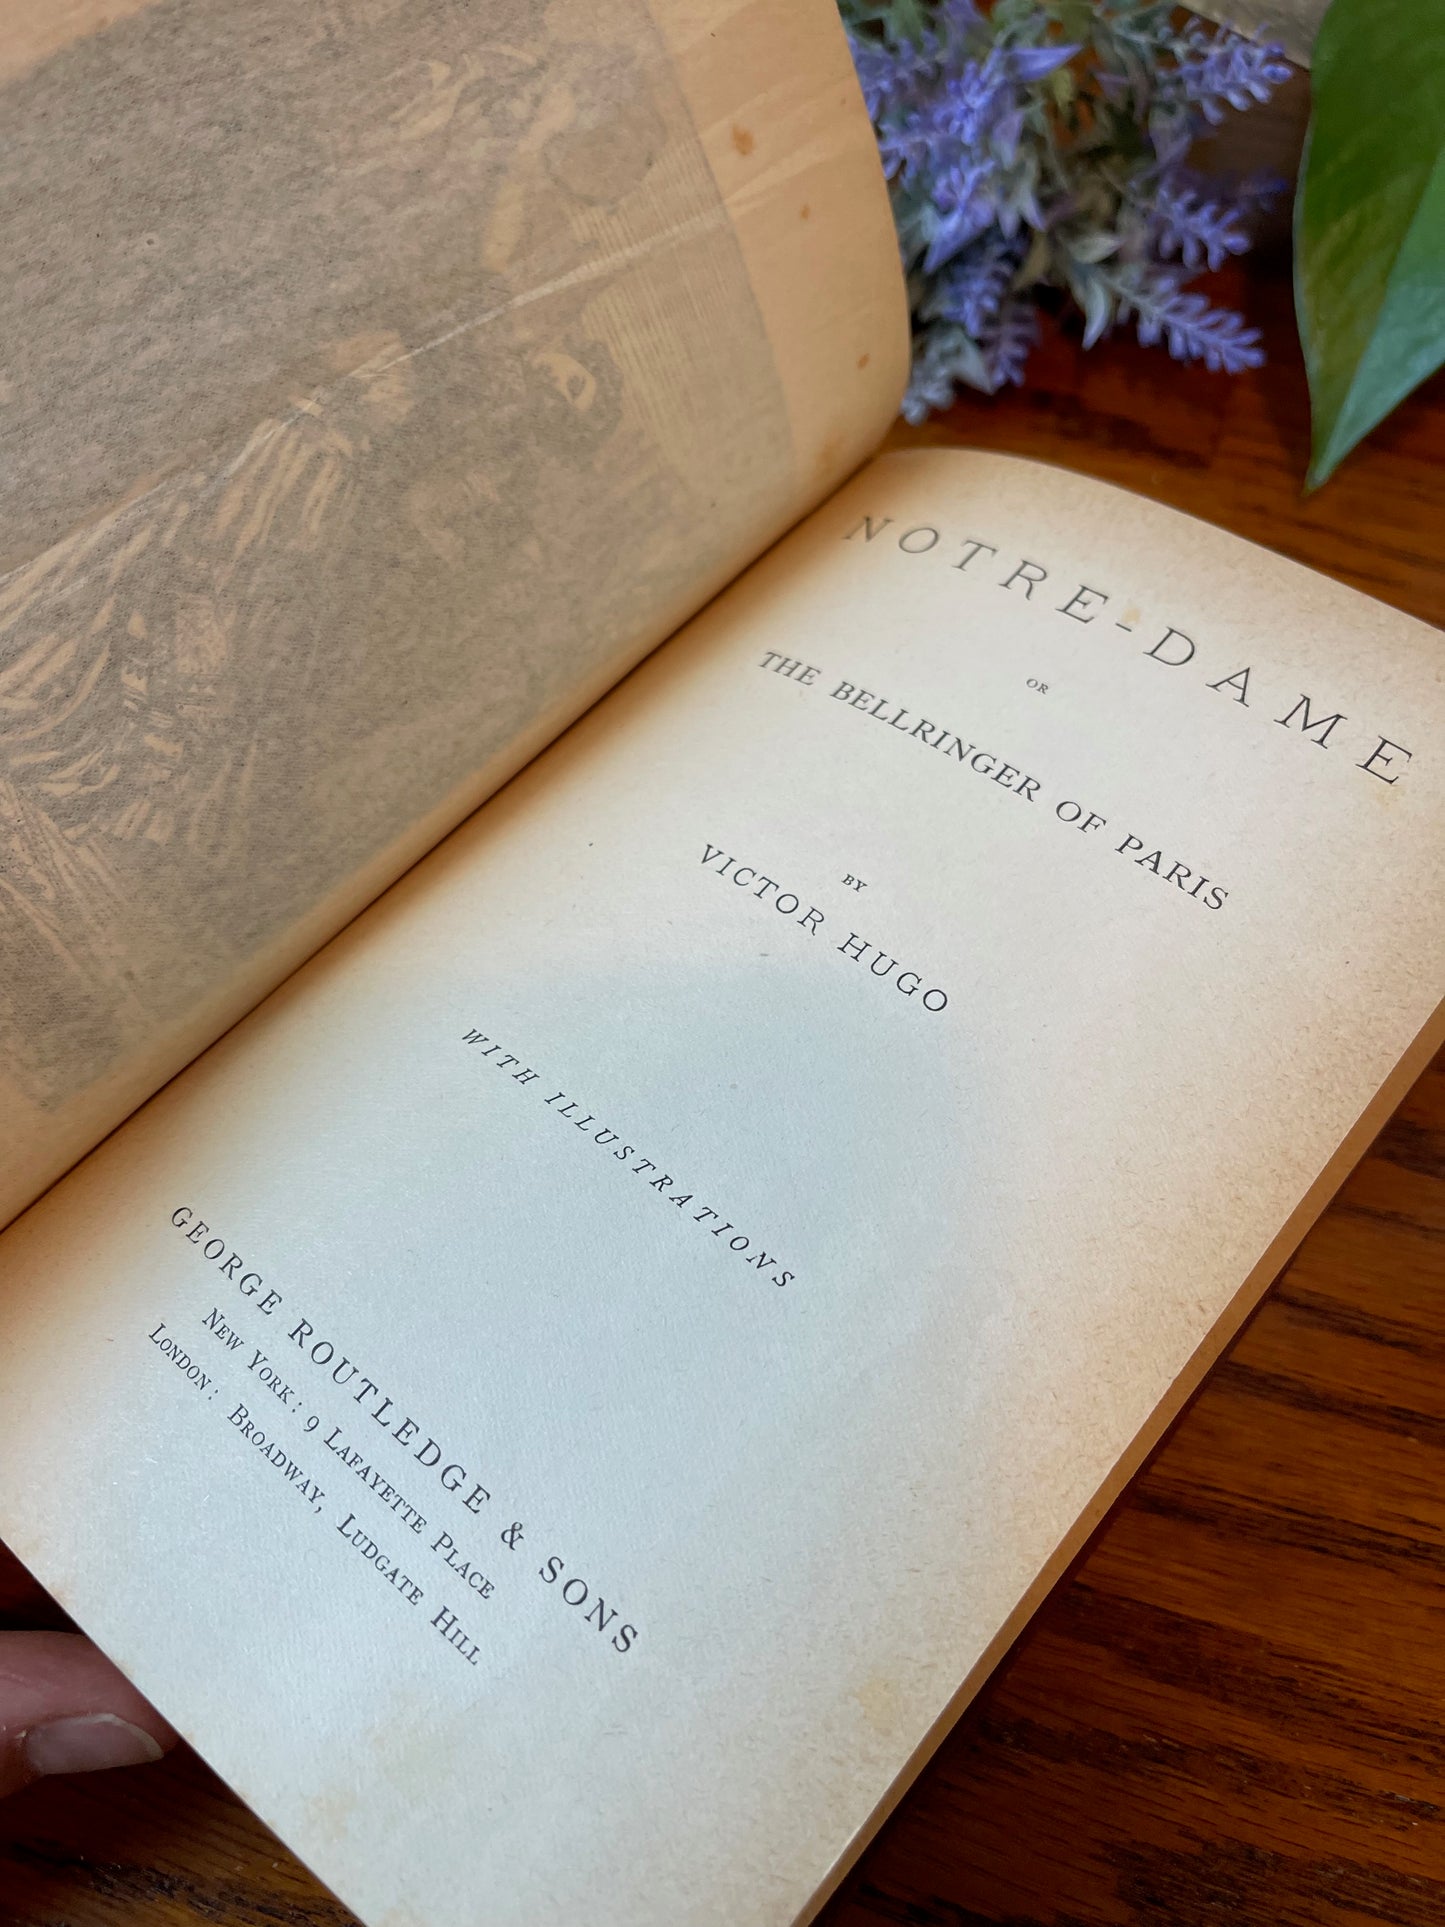 NOTRE-DAME
OR
THE BELLRINGER OF PARIS
BY
VICTOR HUGO
WITH ILLUSTRATIONS
GEORGE ROUTLEDGE & SONS
NEW YORK: 9 LAFAYETTE PLACE
LONDON: BROADWAY, LUDGATE HILL